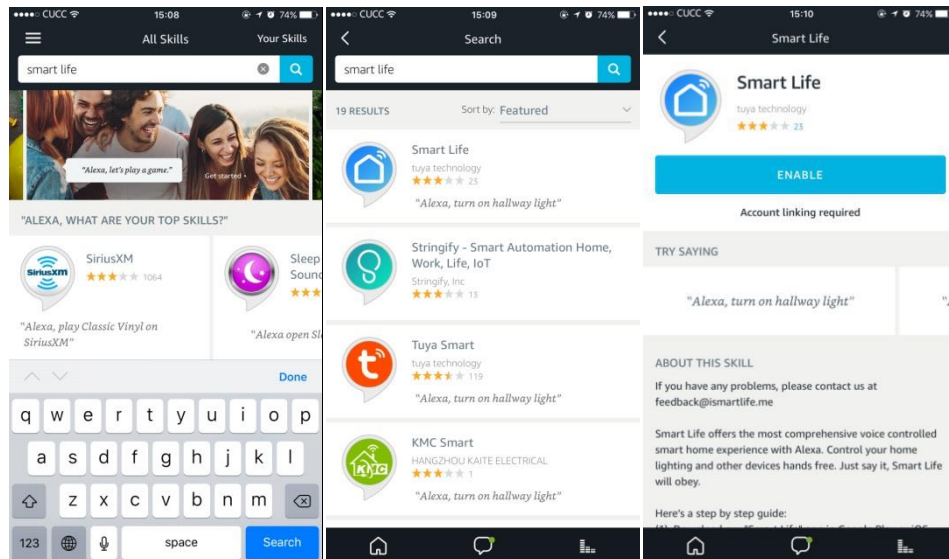 CUCC 15:08 74%
All Skills Your Skills
smart life
"Alexa, let's play a game."
Get started
"ALEXA, WHAT ARE YOUR TOP SKILLS?"
SiriusXM
SiriusXM
1064
"Alexa, play Classic Vinyl on
SiriusXM"
Sleep
Soun
"Alexa open Sl
Done
q w e r t y u i o p
a s d f g h j k l
z x c v b n m
123 space Search
CUCC 15:09 74%
Search
smart life
19 RESULTS Sort by: Featured
Smart Life
tuya technology
23
"Alexa, turn on hallway light"
Stringify - Smart Automation Home,
Work, Life, IoT
Stringify, Inc
13
Tuya Smart
tuya technology
119
"Alexa, turn on hallway light"
KMC
KMC Smart
HANGZHOU KAITE ELECTRICAL
1
"Alexa, turn on hallway light"
CUCC 15:10 74%
Smart Life
Smart Life
tuya technology
23
ENABLE
Account linking required
TRY SAYING
"Alexa, turn on hallway light"
ABOUT THIS SKILL
If you have any problems, please contact us at
feedback@ismartlife.me
Smart Life offers the most comprehensive voice controlled
smart home experience with Alexa. Control your home
lighting and other devices hands free. Just say it, Smart Life
will obey.
Here's a step by step guide: